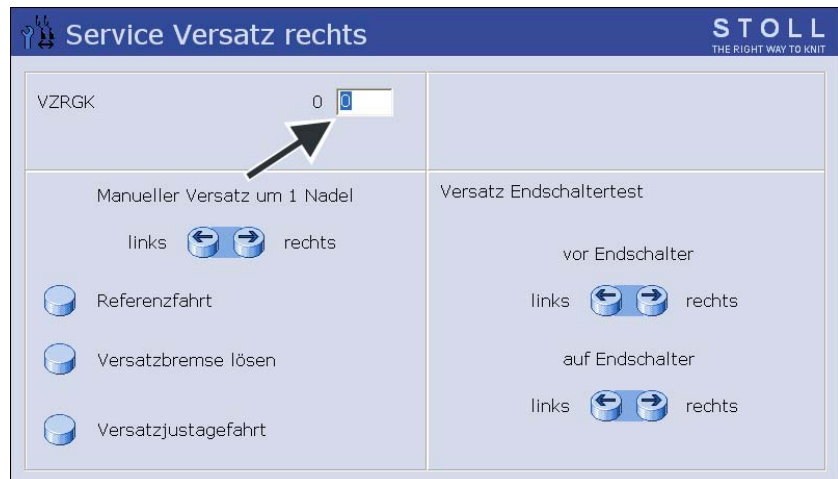 Service Versatz rechts
STOLL
THE RIGHT WAY TO KNIT
VZRGK 0 0
Manueller Versatz um 1 Nadel
links rechts
Referenzfahrt
Versatzbremse lösen
Versatzjustagefahrt
Versatz Endschaltertest
vor Endschalter
links rechts
auf Endschalter
links rechts